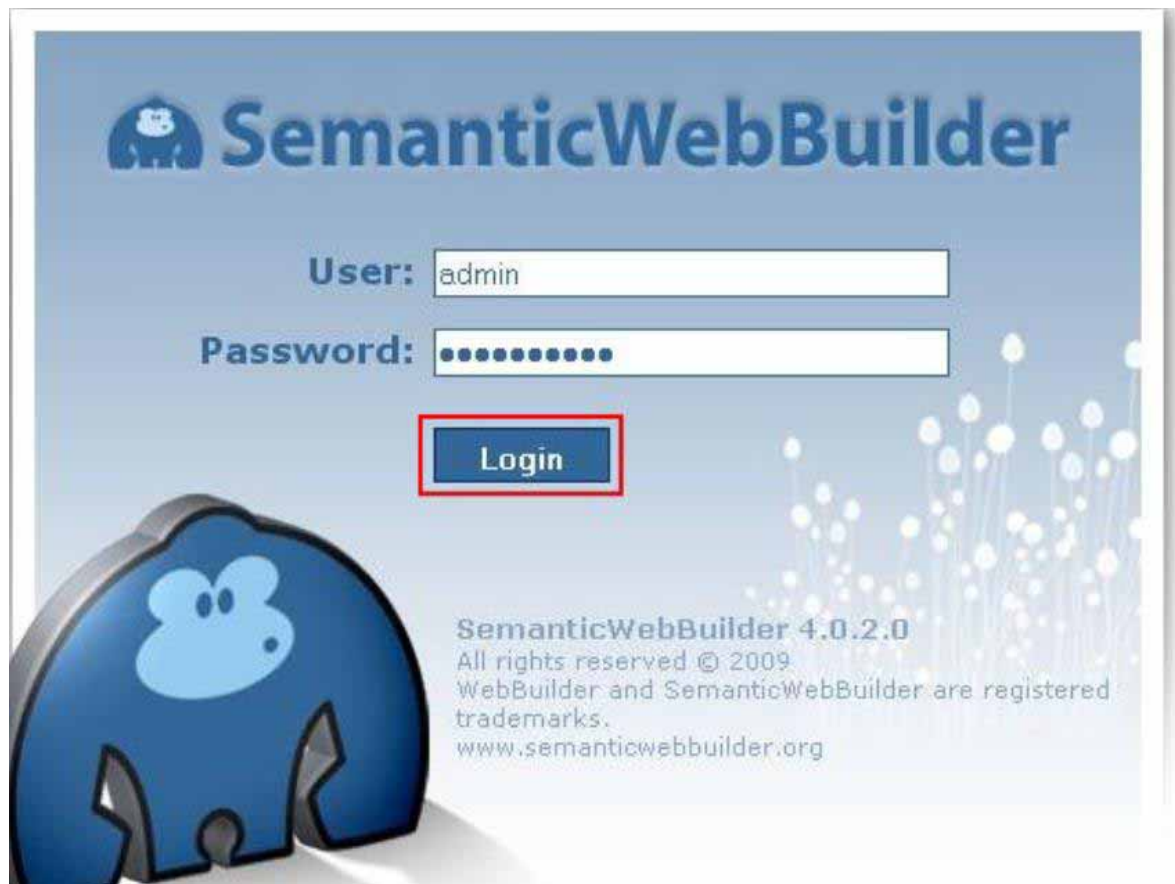 SemanticWebBuilder
User: admin
Password: ●●●●●●●●●●
Login
SemanticWebBuilder 4.0.2.0
All rights reserved © 2009
WebBuilder and SemanticWebBuilder are registered
trademarks.
www.semanticwebbuilder.org